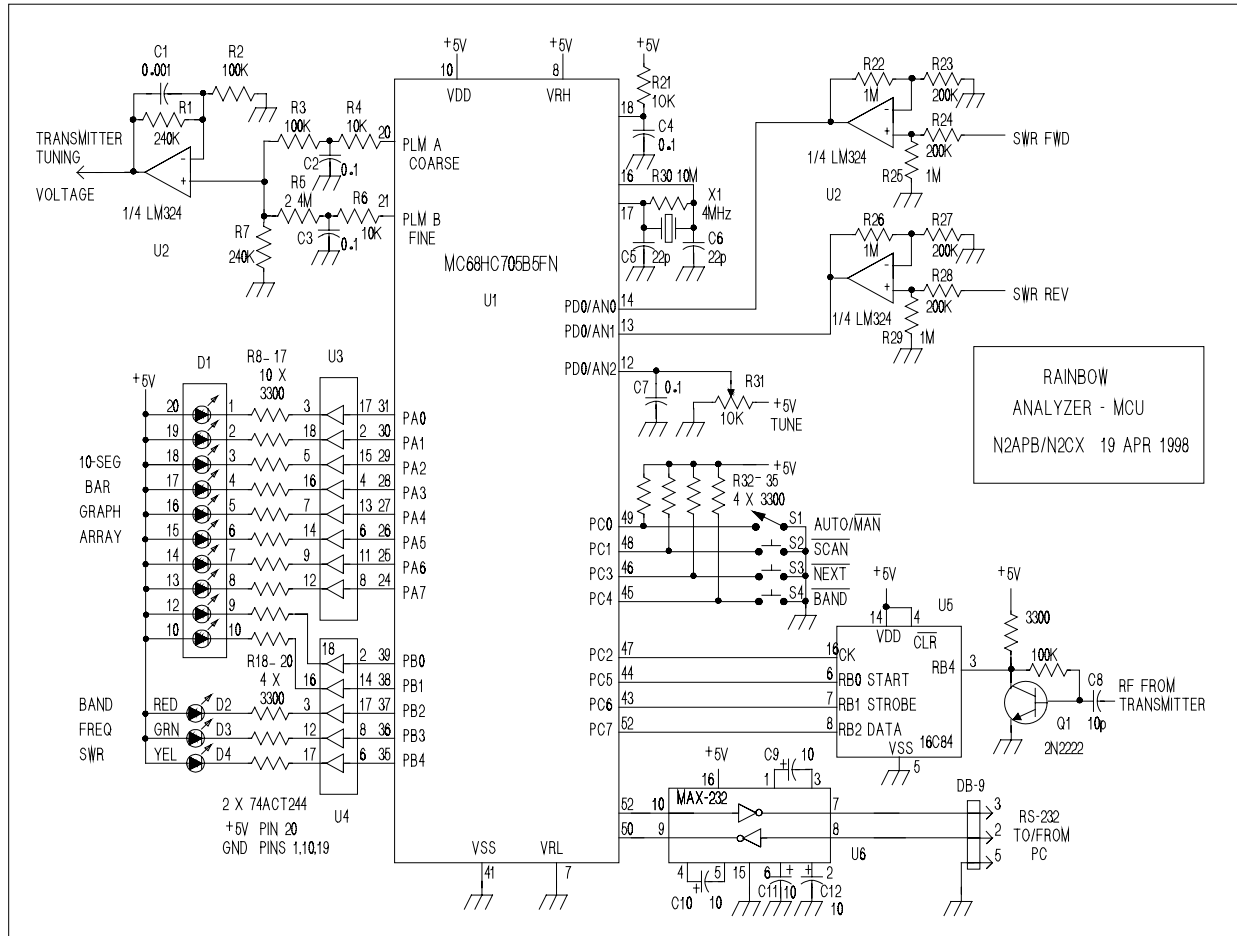 C1
0.001
R2
100K
R1
240K
TRANSMITTER
TUNING
VOLTAGE
1/4 LM324
U2
R3
100K
R4
10K
20
C2
0.1
R5
2 4M
R6
10K
21
C3
0.1
R7
240K
+5V
10
VDD
+5V
8
VRH
PLM A
COARSE
PLM B
FINE
MC68HC705B5FN
U1
+5V
R21
10K
18
C4
0.1
16
R30 10M
17
X1
4MHz
C5
22p
C6
22p
R22
1M
R23
200K
R24
200K
SWR FWD
1/4 LM324
R25
1M
U2
R26
1M
R27
200K
R28
200K
SWR REV
1/4 LM324
R29
1M
PD0/AN0
14
PD0/AN1
13
PD0/AN2
12
C7
0.1
R31
10K
+5V
TUNE
RAINBOW
ANALYZER - MCU
N2APB/N2CX 19 APR 1998
D1
R8-17
10 X
3300
U3
+5V
20 1 3 17 31 PA0
19 2 18 2 30 PA1
10-SEG 18 3 5 15 29 PA2
BAR 17 4 16 4 28 PA3
GRAPH 16 5 7 13 27 PA4
ARRAY 15 6 14 6 26 PA5
14 7 9 11 25 PA6
13 8 12 8 24 PA7
12 9
10 10
R18-20
4 X
3300
18 2 39 PB0
16 14 38 PB1
BAND RED D2 3 17 37 PB2
FREQ GRN D3 12 8 36 PB3
SWR YEL D4 17 6 35 PB4
2 X 74ACT244
+5V PIN 20
GND PINS 1,10,19
U4
VSS
41
VRL
7
+5V
R32-35
4 X 3300
PC0 49 S1 AUTO/MAN
PC1 48 S2 SCAN
PC3 46 S3 NEXT
PC4 45 S4 BAND
+5V
U5
14
VDD
4
CLR
PC2 47 16 CK
PC5 44 6 RB0 START
PC6 43 7 RB1 STROBE
PC7 52 8 RB2 DATA
RB4
3
VSS
5
16C84
+5V
3300
100K
C8
10p
RF FROM
TRANSMITTER
Q1
2N2222
+5V
16
C9
10
1
3
MAX-232
52 10 7
50 9 8
U6
4
5
C10
10
15
6
C11
10
2
C12
10
DB-9
3
2
5
RS-232
TO/FROM
PC